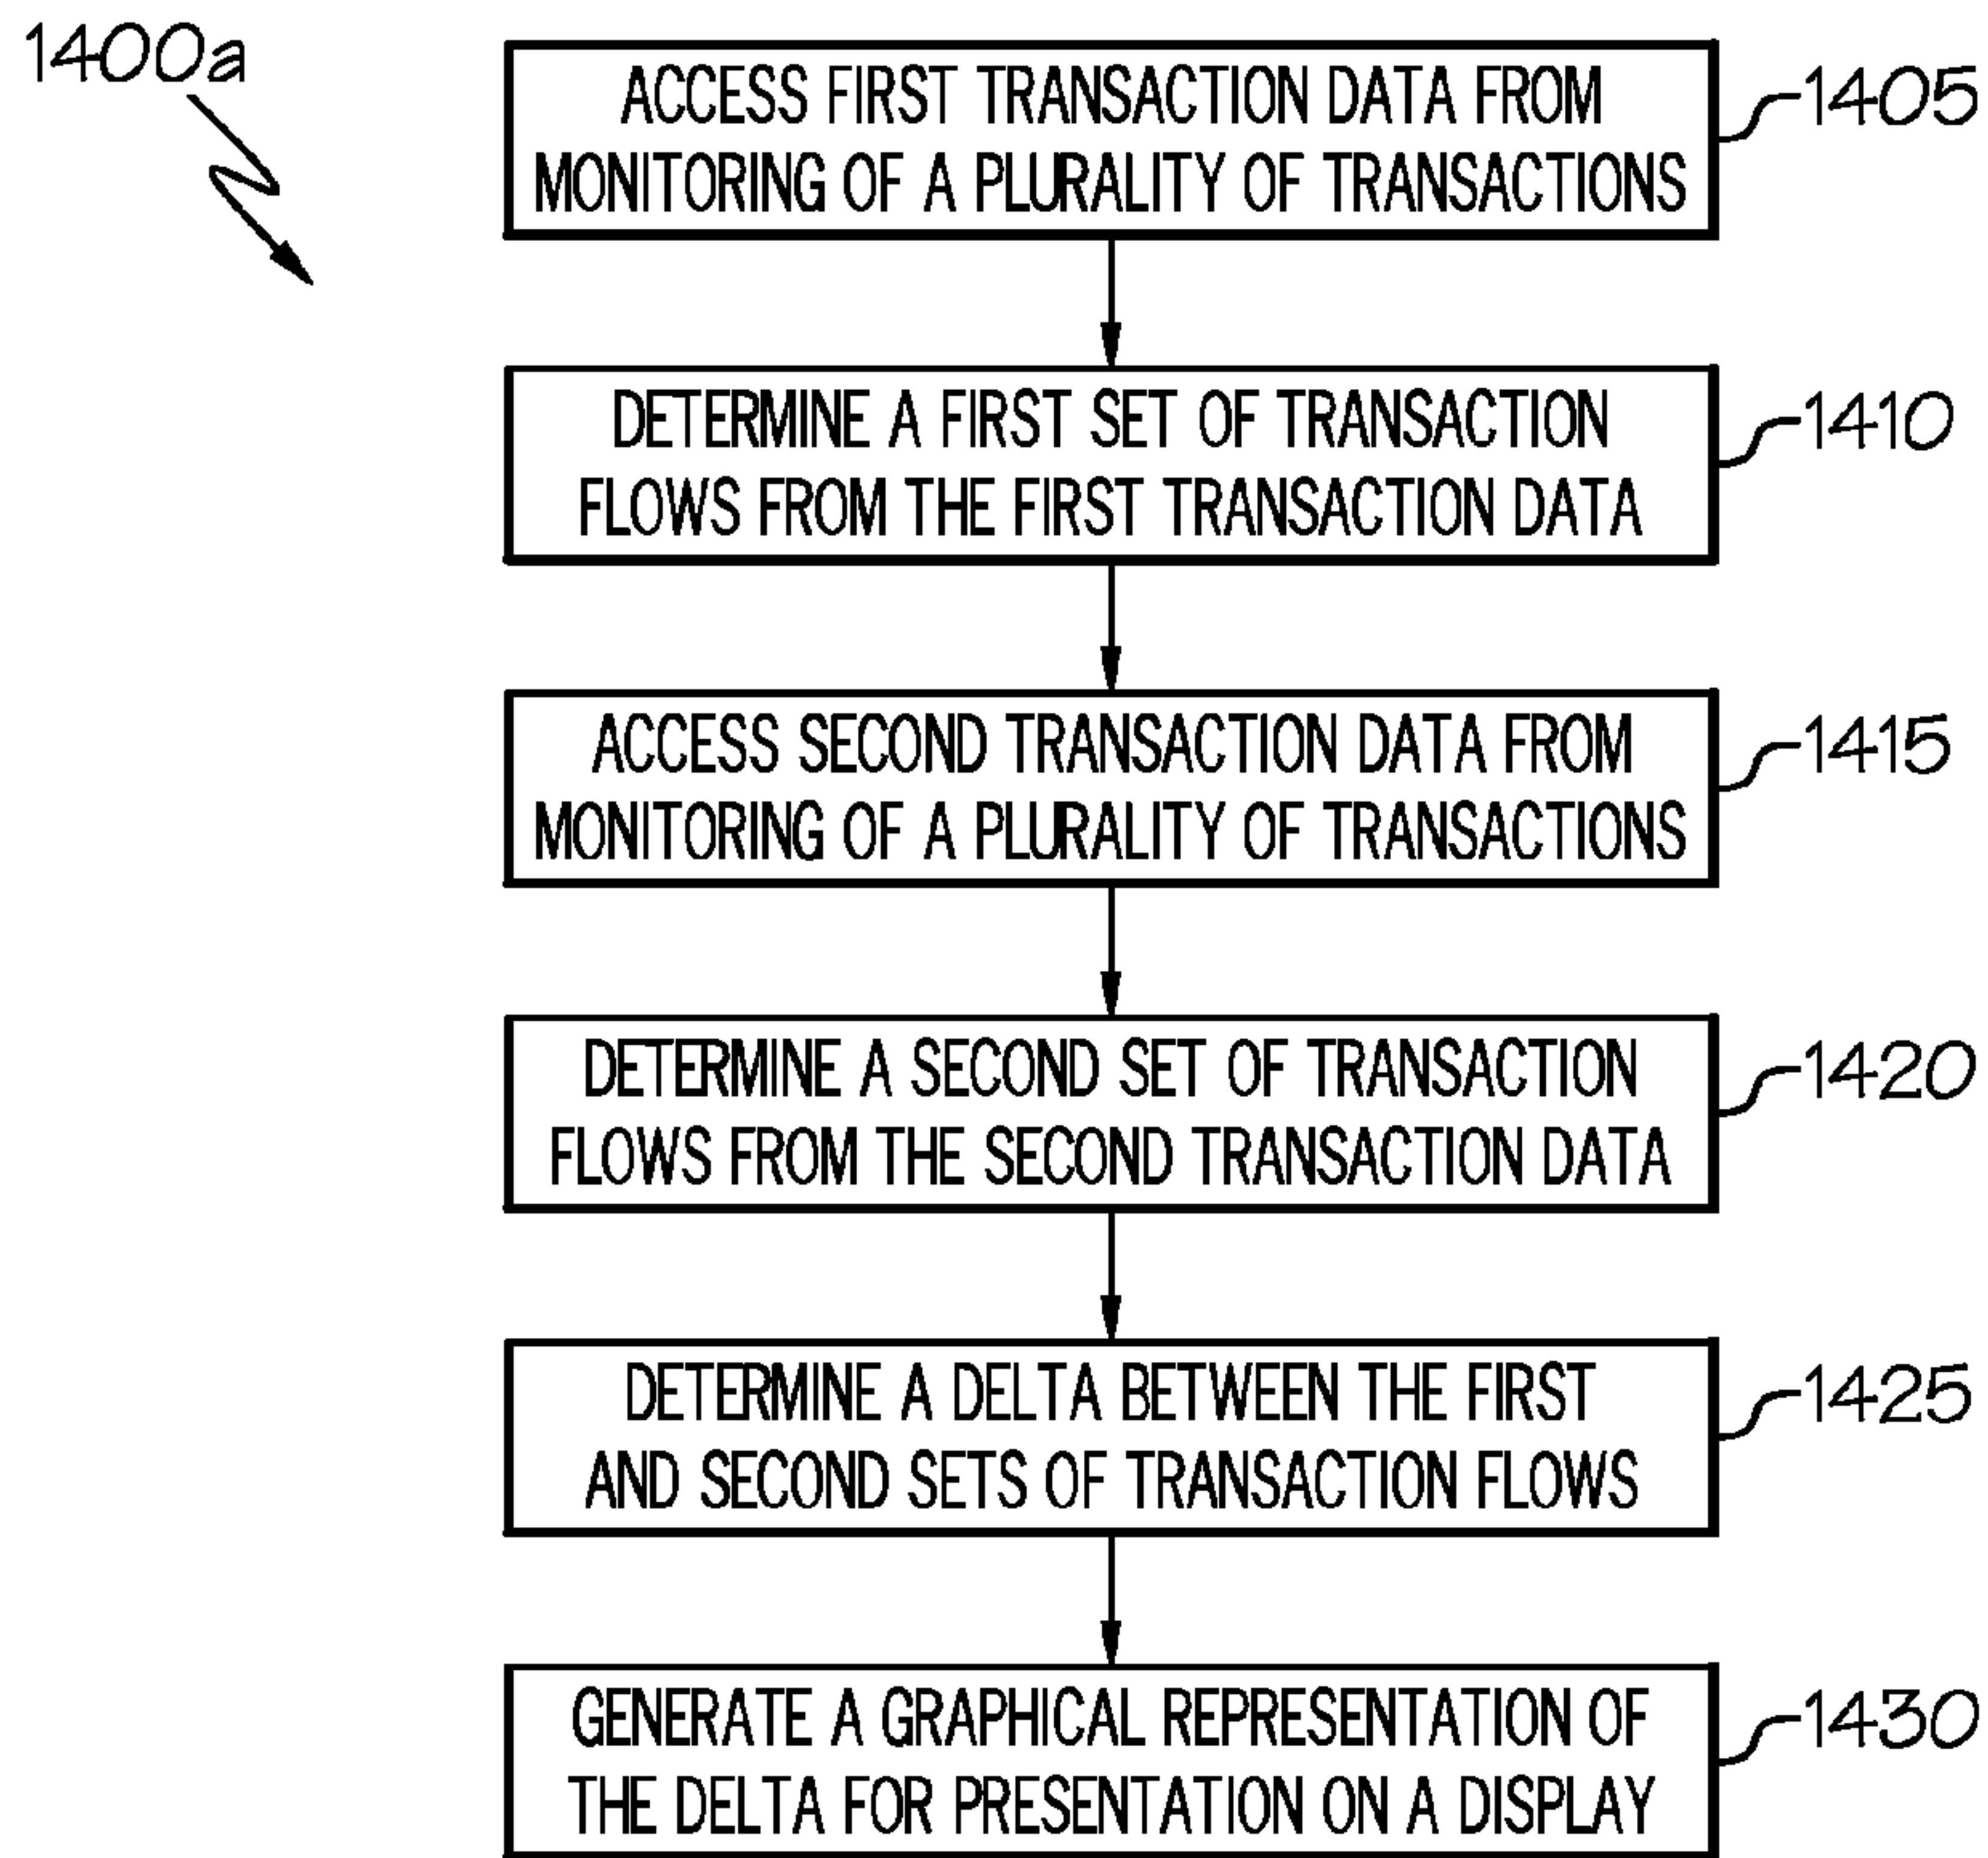 1400a
ACCESS FIRST TRANSACTION DATA FROM
MONITORING OF A PLURALITY OF TRANSACTIONS
1405
DETERMINE A FIRST SET OF TRANSACTION
FLOWS FROM THE FIRST TRANSACTION DATA
1410
ACCESS SECOND TRANSACTION DATA FROM
MONITORING OF A PLURALITY OF TRANSACTIONS
1415
DETERMINE A SECOND SET OF TRANSACTION
FLOWS FROM THE SECOND TRANSACTION DATA
1420
DETERMINE A DELTA BETWEEN THE FIRST
AND SECOND SETS OF TRANSACTION FLOWS
1425
GENERATE A GRAPHICAL REPRESENTATION OF
THE DELTA FOR PRESENTATION ON A DISPLAY
1430